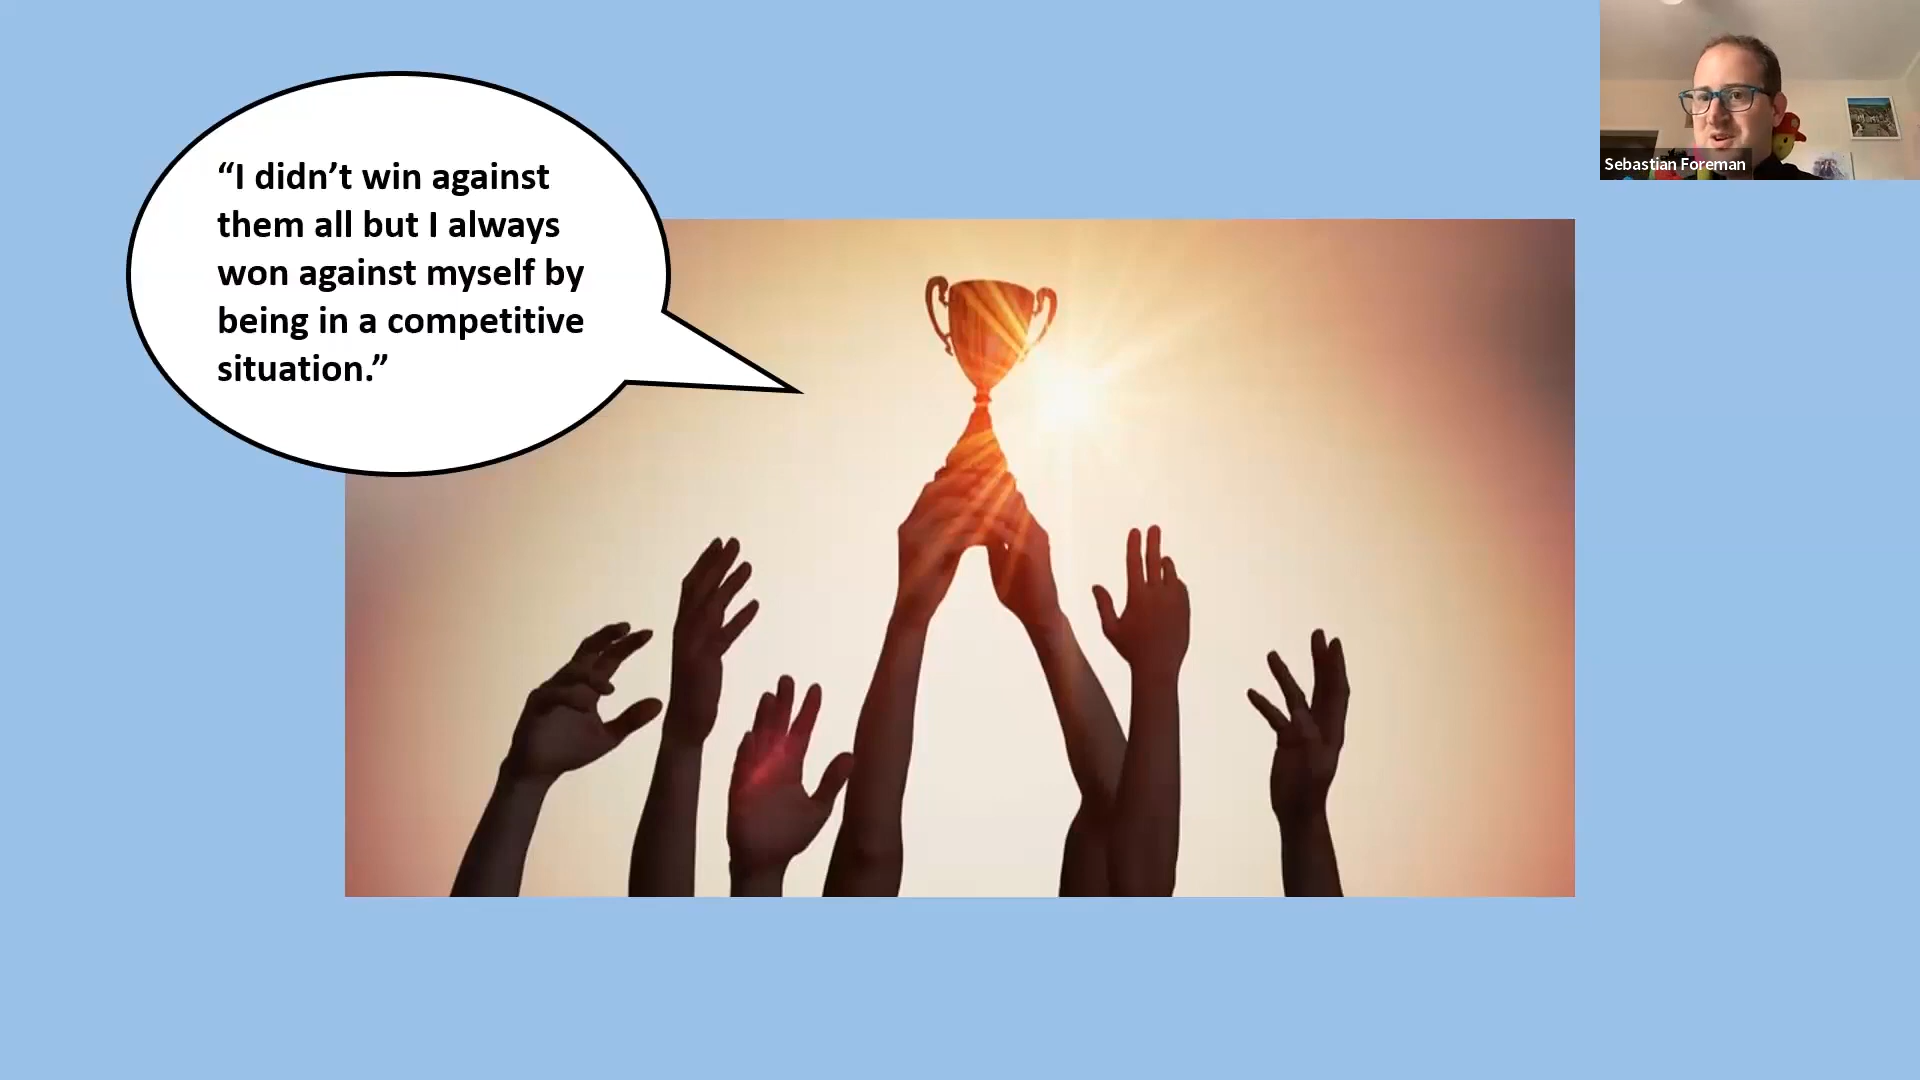 “I didn’t win against
them all but I always
won against myself by
being in a competitive
situation.”
Sebastian Foreman